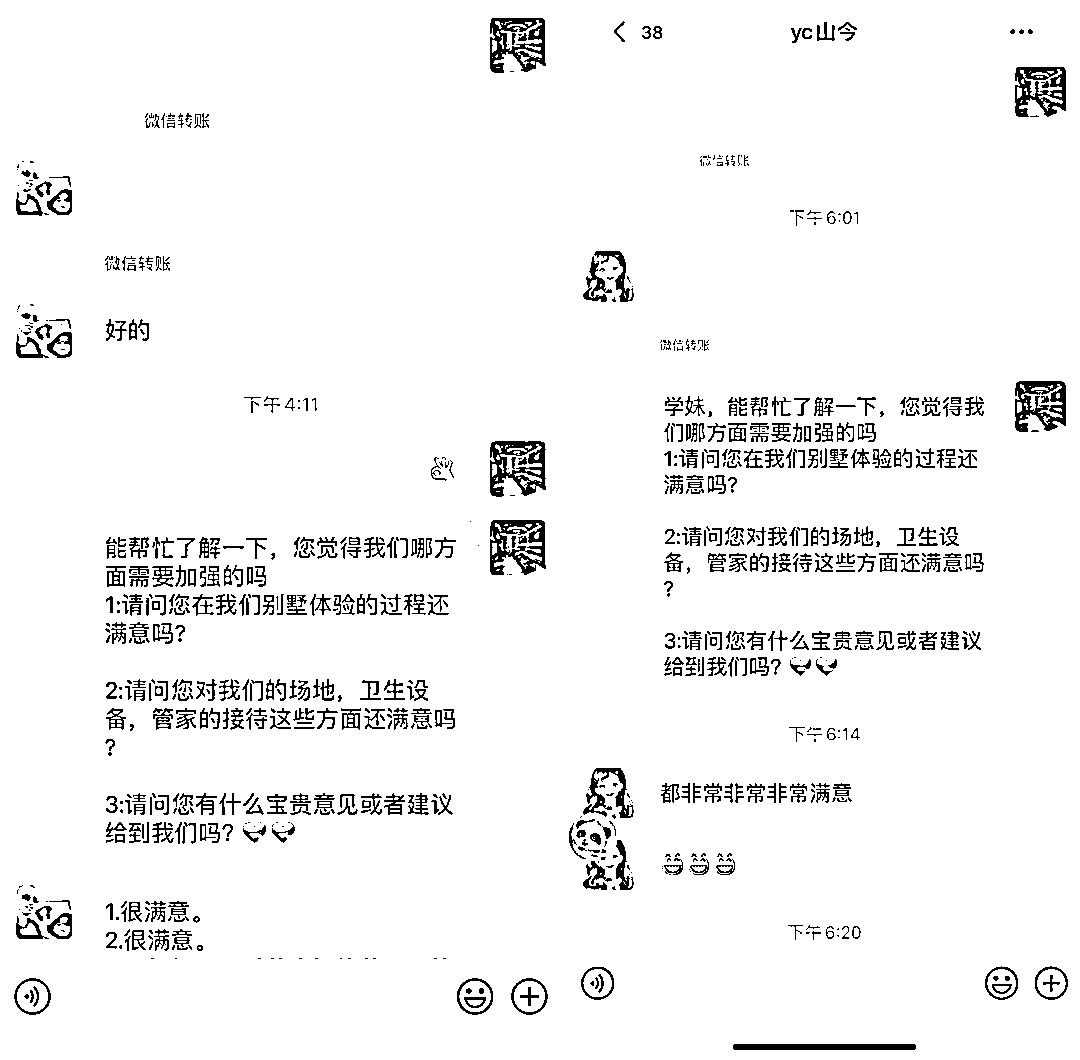 微信转账
微信转账
好的
下午 4:11
能帮忙了解一下，您觉得我们哪方
面需要加强的吗
1:请问您在我们别墅体验的过程还
满意吗?
2:请问您对我们的场地，卫生设
备，管家的接待这些方面还满意吗
?
3:请问您有什么宝贵意见或者建议
给到我们吗?
1.很满意。
2.很满意。
38
yc山今
微信转账
下午 6:01
微信转账
学妹，能帮忙了解一下，您觉得我
们哪方面需要加强的吗
1:请问您在我们别墅体验的过程还
满意吗?
2:请问您对我们的场地，卫生设
备，管家的接待这些方面还满意吗
?
3:请问您有什么宝贵意见或者建议
给到我们吗?
下午 6:14
都非常非常非常满意
下午 6:20